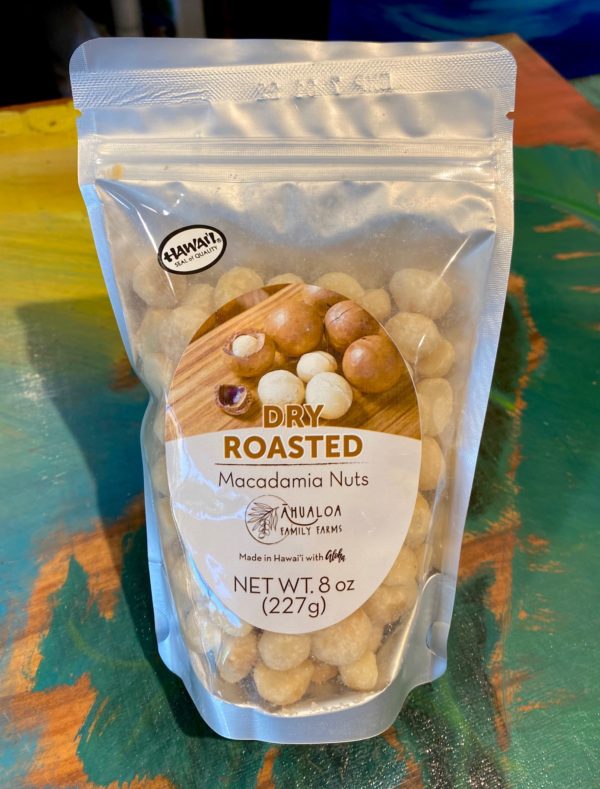 HAWAI'I®
SEAL of QUALITY
DRY
ROASTED
Macadamia Nuts
ĀHUALOA
FAMILY FARMS
Made in Hawai'i with Aloha
NET WT. 8 oz
(227g)